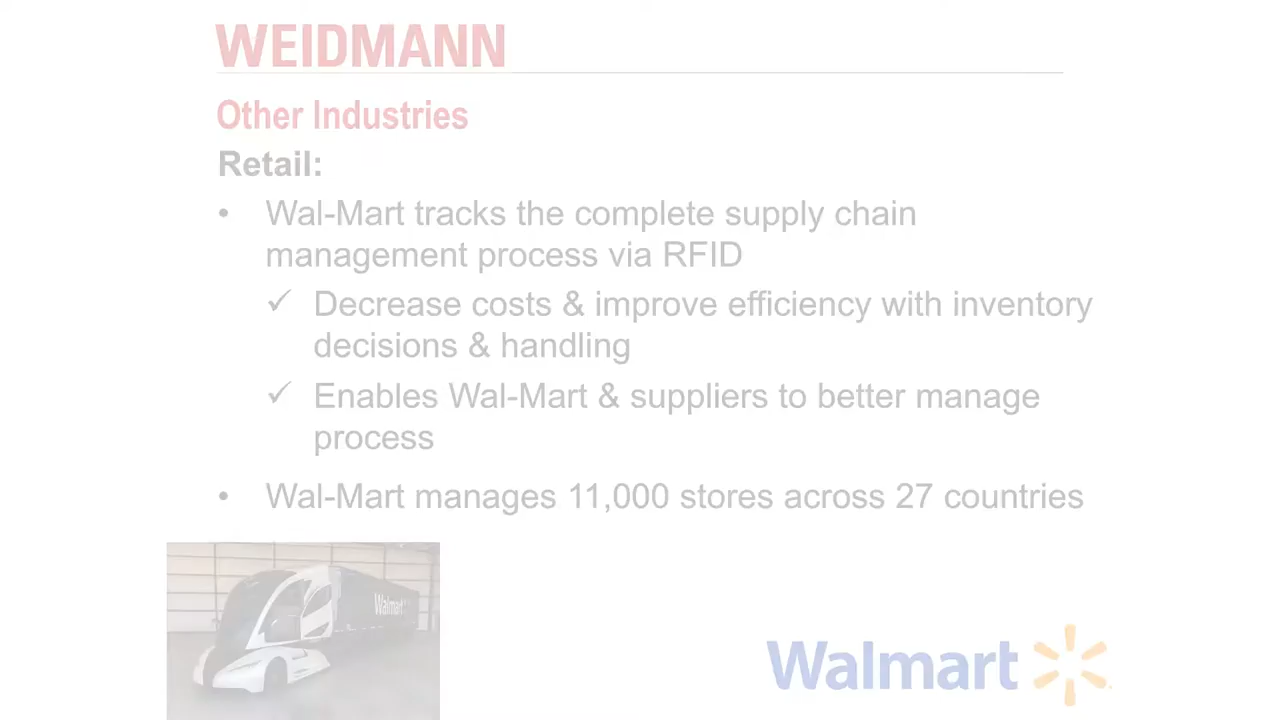 WEIDMANN
Other Industries
Retail:
• Wal-Mart tracks the complete supply chain
management process via RFID
✓ Decrease costs & improve efficiency with inventory
decisions & handling
✓ Enables Wal-Mart & suppliers to better manage
process
• Wal-Mart manages 11,000 stores across 27 countries
Walmart
Walmart